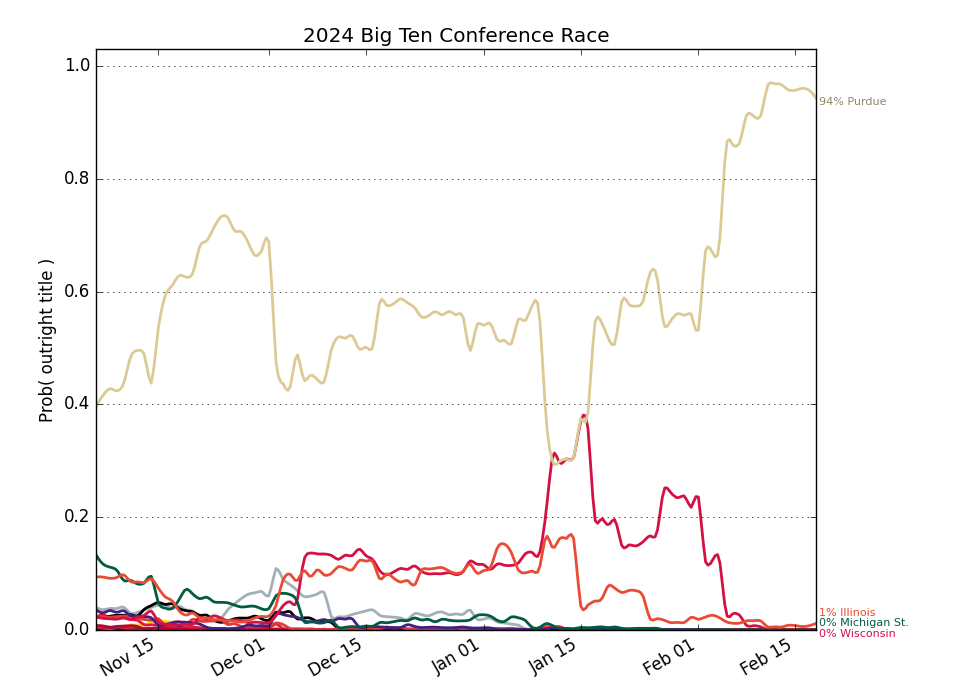 2024 Big Ten Conference Race
Prob( outright title )
1.0
0.8
0.6
0.4
0.2
0.0
94% Purdue
1% Illinois
0% Michigan St.
0% Wisconsin
Nov 15
Dec 01
Dec 15
Jan 01
Jan 15
Feb 01
Feb 15